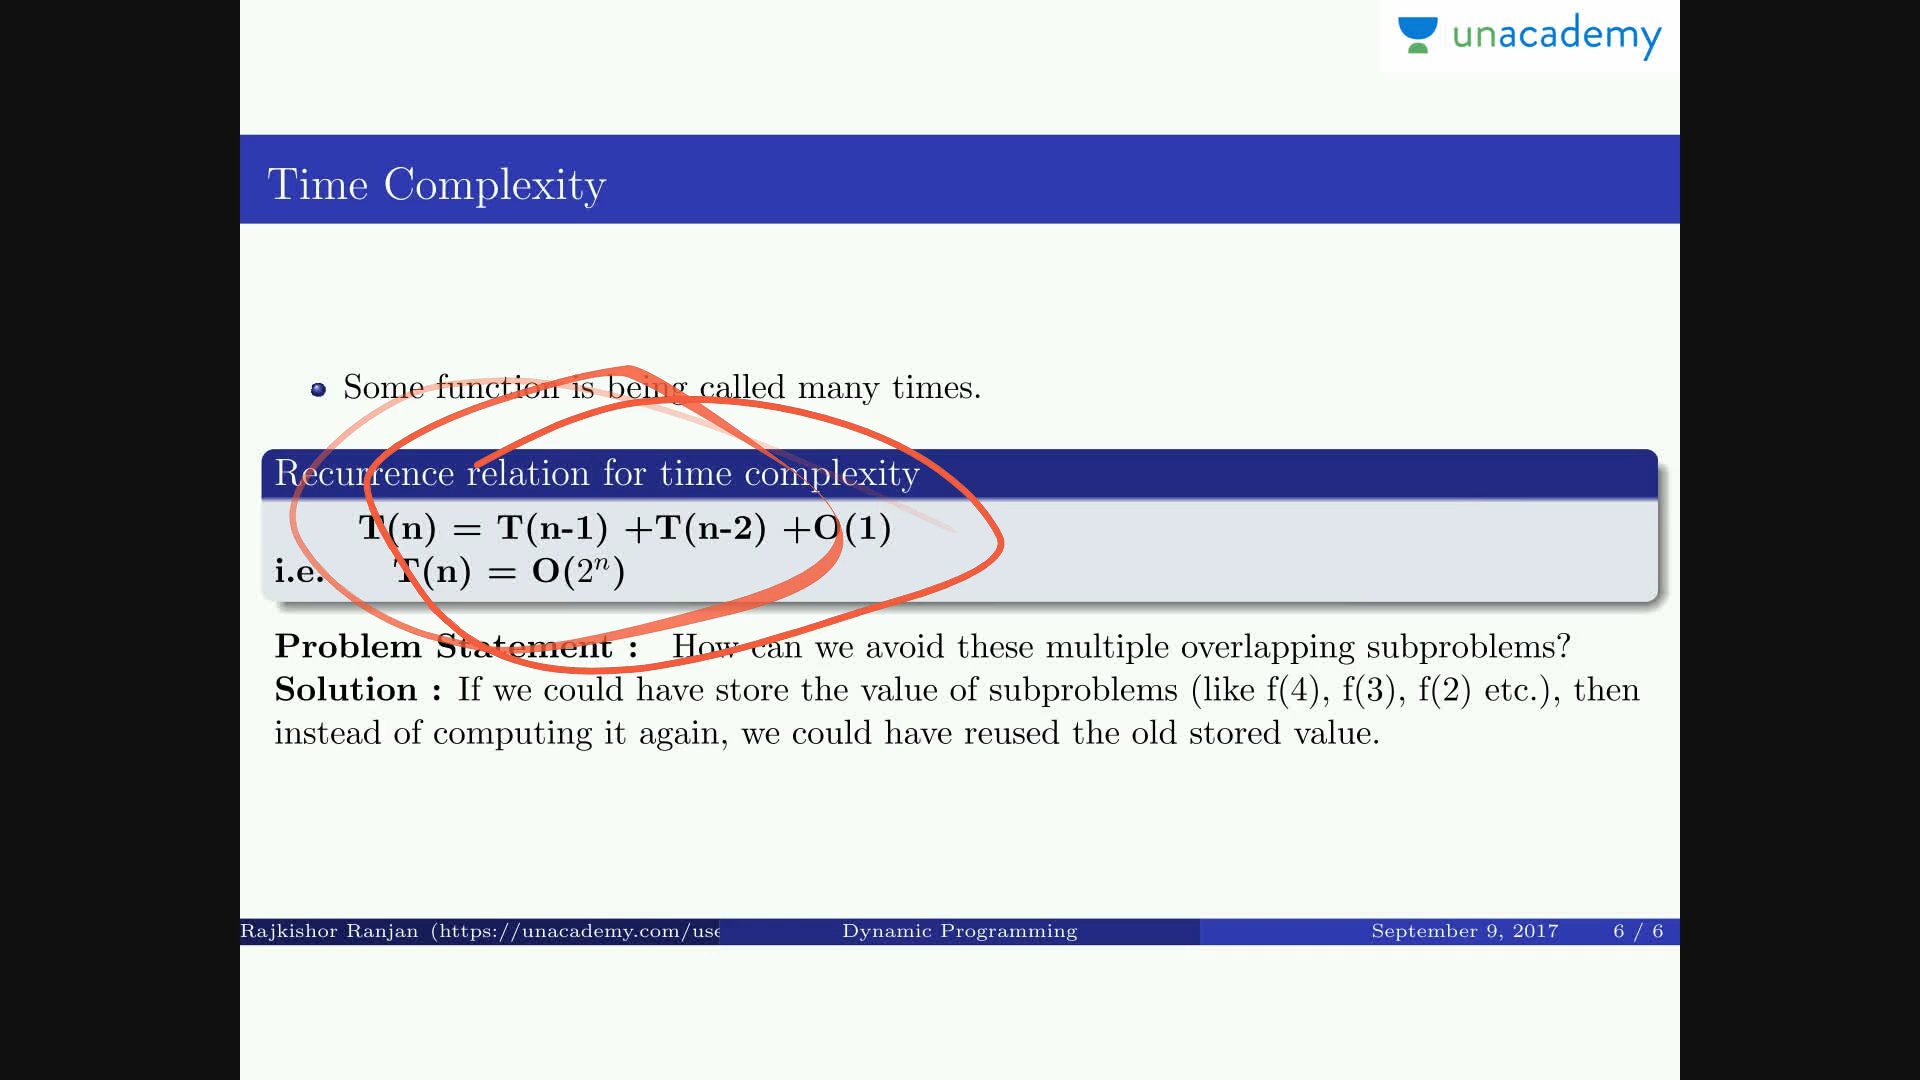 unacademy
Time Complexity
Some function is being called many times.
Recurrence relation for time complexity
T(n) = T(n-1) +T(n-2) +O(1)
i.e. T(n) = O(2ⁿ)
Problem Statement : How can we avoid these multiple overlapping subproblems?
Solution : If we could have store the value of subproblems (like f(4), f(3), f(2) etc.), then
instead of computing it again, we could have reused the old stored value.
Rajkishor Ranjan (https://unacademy.com/use Dynamic Programming September 9, 2017 6 / 6